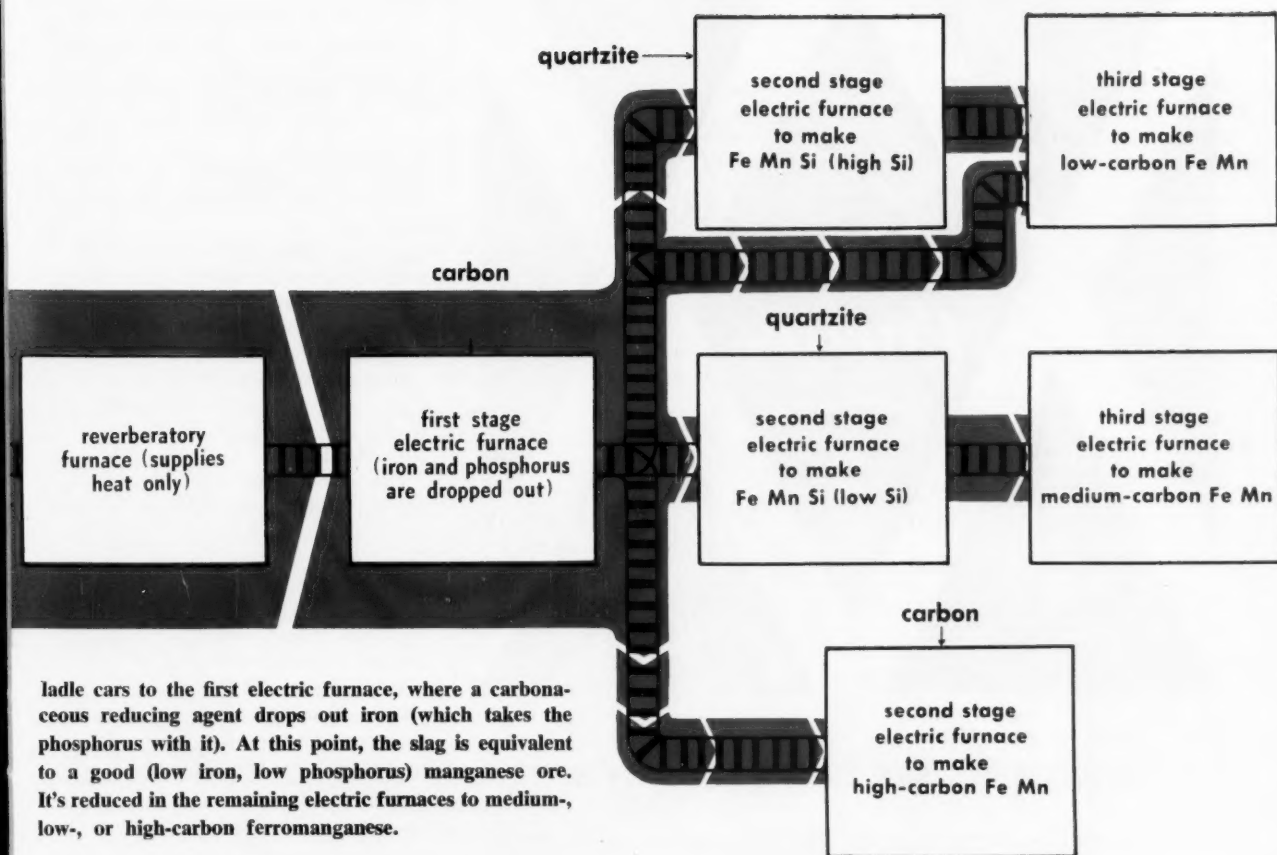 quartzite
second stage
electric furnace
to make
Fe Mn Si (high Si)
third stage
electric furnace
to make
low-carbon Fe Mn
carbon
reverberatory
furnace (supplies
heat only)
first stage
electric furnace
(iron and phosphorus
are dropped out)
quartzite
second stage
electric furnace
to make
Fe Mn Si (low Si)
third stage
electric furnace
to make
medium-carbon Fe Mn
carbon
second stage
electric furnace
to make
high-carbon Fe Mn
ladle cars to the first electric furnace, where a carbona-
ceous reducing agent drops out iron (which takes the
phosphorus with it). At this point, the slag is equivalent
to a good (low iron, low phosphorus) manganese ore.
It's reduced in the remaining electric furnaces to medium-,
low-, or high-carbon ferromanganese.